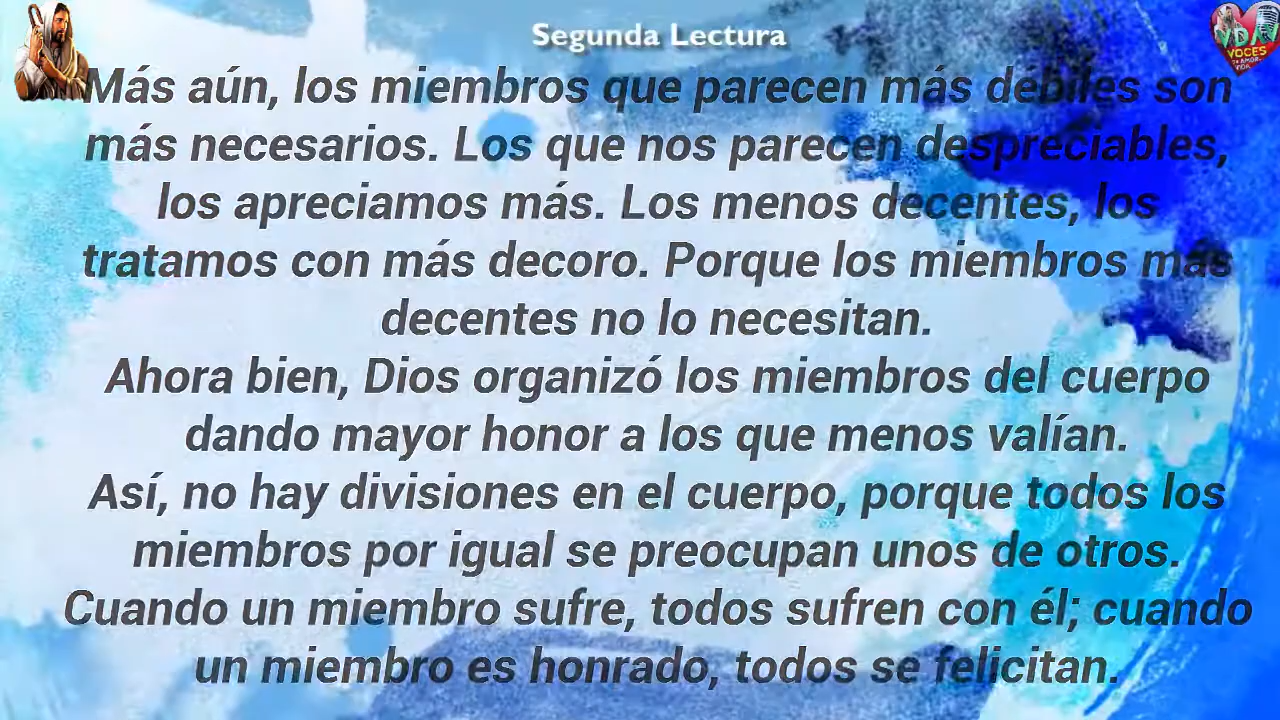 Segunda Lectura
Más aún, los miembros que parecen más débiles son
más necesarios. Los que nos parecen despreciables,
los apreciamos más. Los menos decentes, los
tratamos con más decoro. Porque los miembros más
decentes no lo necesitan.
Ahora bien, Dios organizó los miembros del cuerpo
dando mayor honor a los que menos valían.
Así, no hay divisiones en el cuerpo, porque todos los
miembros por igual se preocupan unos de otros.
Cuando un miembro sufre, todos sufren con él; cuando
un miembro es honrado, todos se felicitan.
VOCES